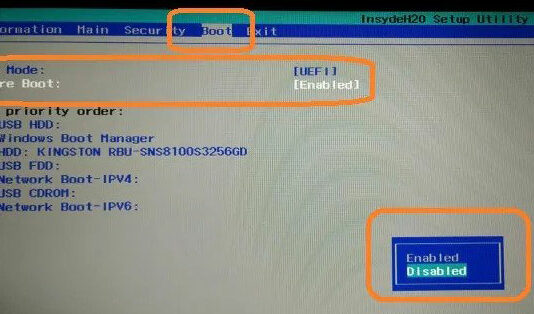 InsydeH20 Setup Utility
ormation Main Security Boot Exit
Mode: [UEFI]
re Boot: [Enabled]
priority order:
USB HDD:
Windows Boot Manager
HDD: KINGSTON RBU-SNS8100S3256GD
USB FDD:
Network Boot-IPV4:
USB CDROM:
Network Boot-IPV6:
Enabled
Disabled